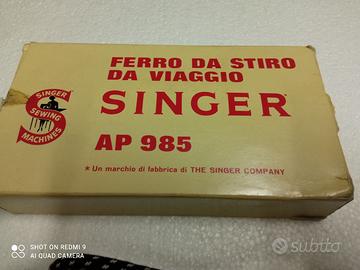 FERRO DA STIRO
DA VIAGGIO
SINGER
AP 985
* Un marchio di fabbrica di THE SINGER COMPANY
SINGER
SEWING
MACHINES
SHOT ON REDMI 9
AI QUAD CAMERA
subito